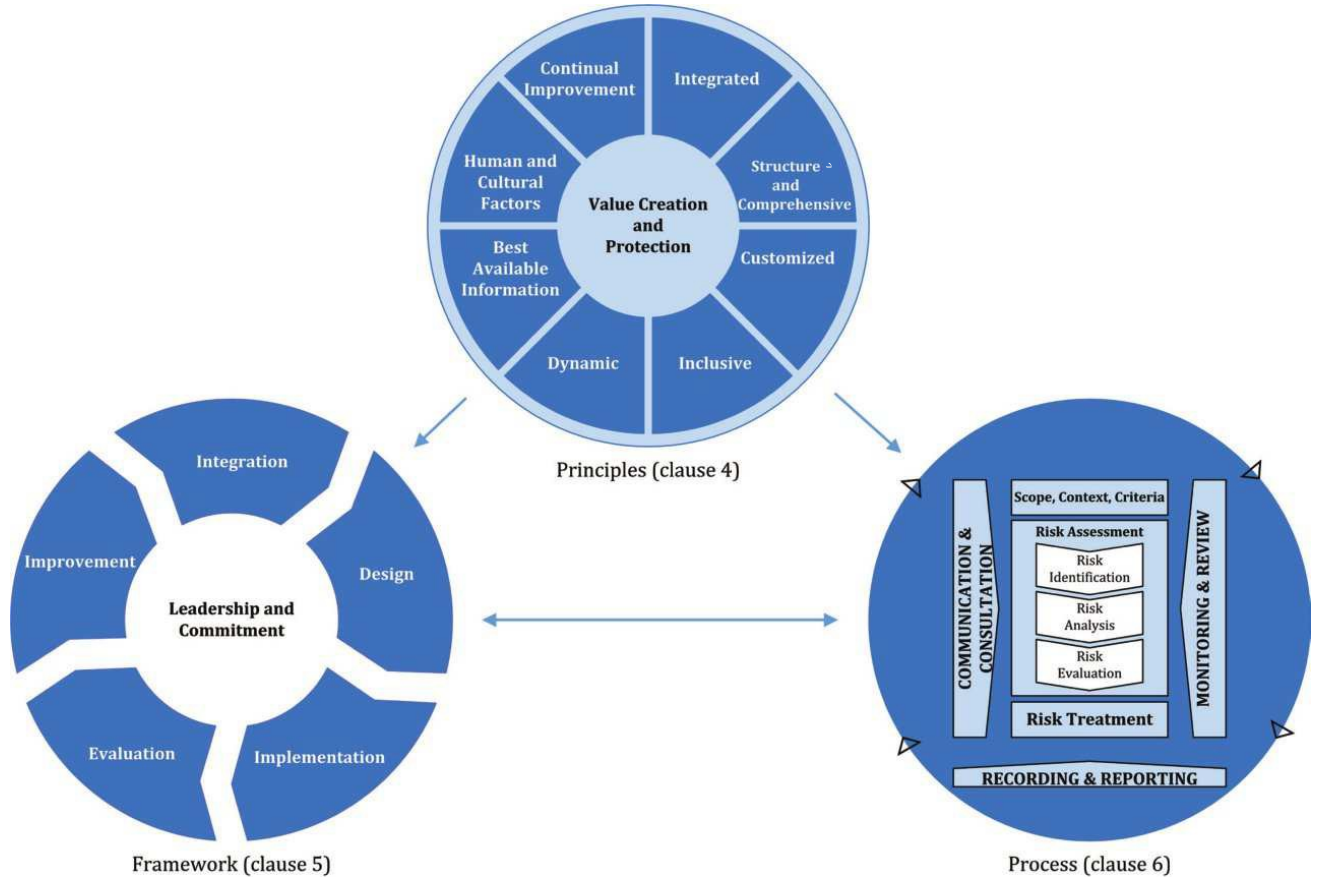 Continual
Improvement
Integrated
Human and
Cultural
Factors
Structure
and
Comprehensive
Value Creation
and
Protection
Best
Available
Information
Customized
Dynamic
Inclusive
Principles (clause 4)
Integration
Improvement
Design
Leadership and
Commitment
Evaluation
Implementation
Framework (clause 5)
Scope, Context, Criteria
Risk Assessment
Risk
Identification
Risk
Analysis
Risk
Evaluation
Risk Treatment
COMMUNICATION &
CONSULTATION
MONITORING & REVIEW
RECORDING & REPORTING
Process (clause 6)